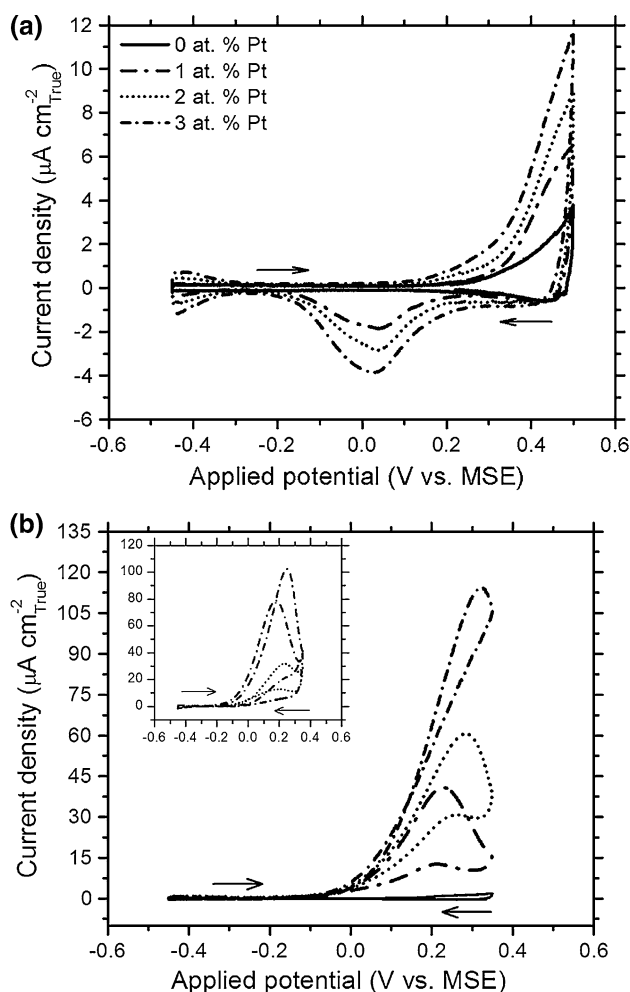 (a)
12
10
8
6
4
2
0
-2
-4
-6
Current density (μA cm⁻²True)
0 at. % Pt
1 at. % Pt
2 at. % Pt
3 at. % Pt
-0.6 -0.4 -0.2 0.0 0.2 0.4 0.6
Applied potential (V vs. MSE)
(b)
135
120
105
90
75
60
45
30
15
0
Current density (μA cm⁻²True)
120
100
80
60
40
20
0
-0.6 -0.4 -0.2 0.0 0.2 0.4 0.6
-0.6 -0.4 -0.2 0.0 0.2 0.4 0.6
Applied potential (V vs. MSE)